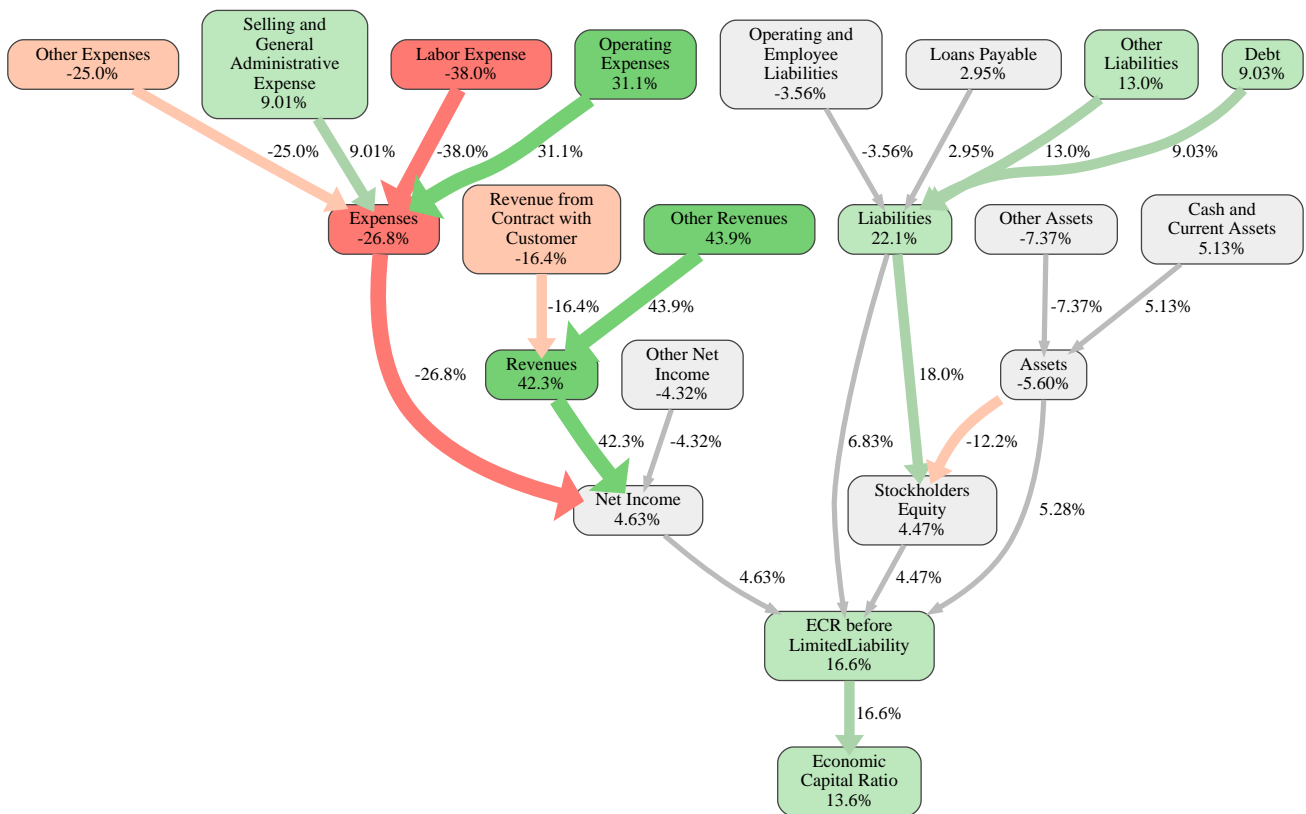 Other Expenses
-25.0%
Selling and
General
Administrative
Expense
9.01%
Labor Expense
-38.0%
Operating
Expenses
31.1%
Operating and
Employee
Liabilities
-3.56%
Loans Payable
2.95%
Other
Liabilities
13.0%
Debt
9.03%
-25.0%
9.01%
-38.0%
31.1%
-3.56%
2.95%
13.0%
9.03%
Expenses
-26.8%
Revenue from
Contract with
Customer
-16.4%
Other Revenues
43.9%
Liabilities
22.1%
Other Assets
-7.37%
Cash and
Current Assets
5.13%
-16.4%
43.9%
-7.37%
5.13%
Revenues
42.3%
Other Net
Income
-4.32%
Assets
-5.60%
-26.8%
18.0%
42.3%
-4.32%
6.83%
-12.2%
Net Income
4.63%
Stockholders
Equity
4.47%
5.28%
4.63%
4.47%
ECR before
LimitedLiability
16.6%
16.6%
Economic
Capital Ratio
13.6%